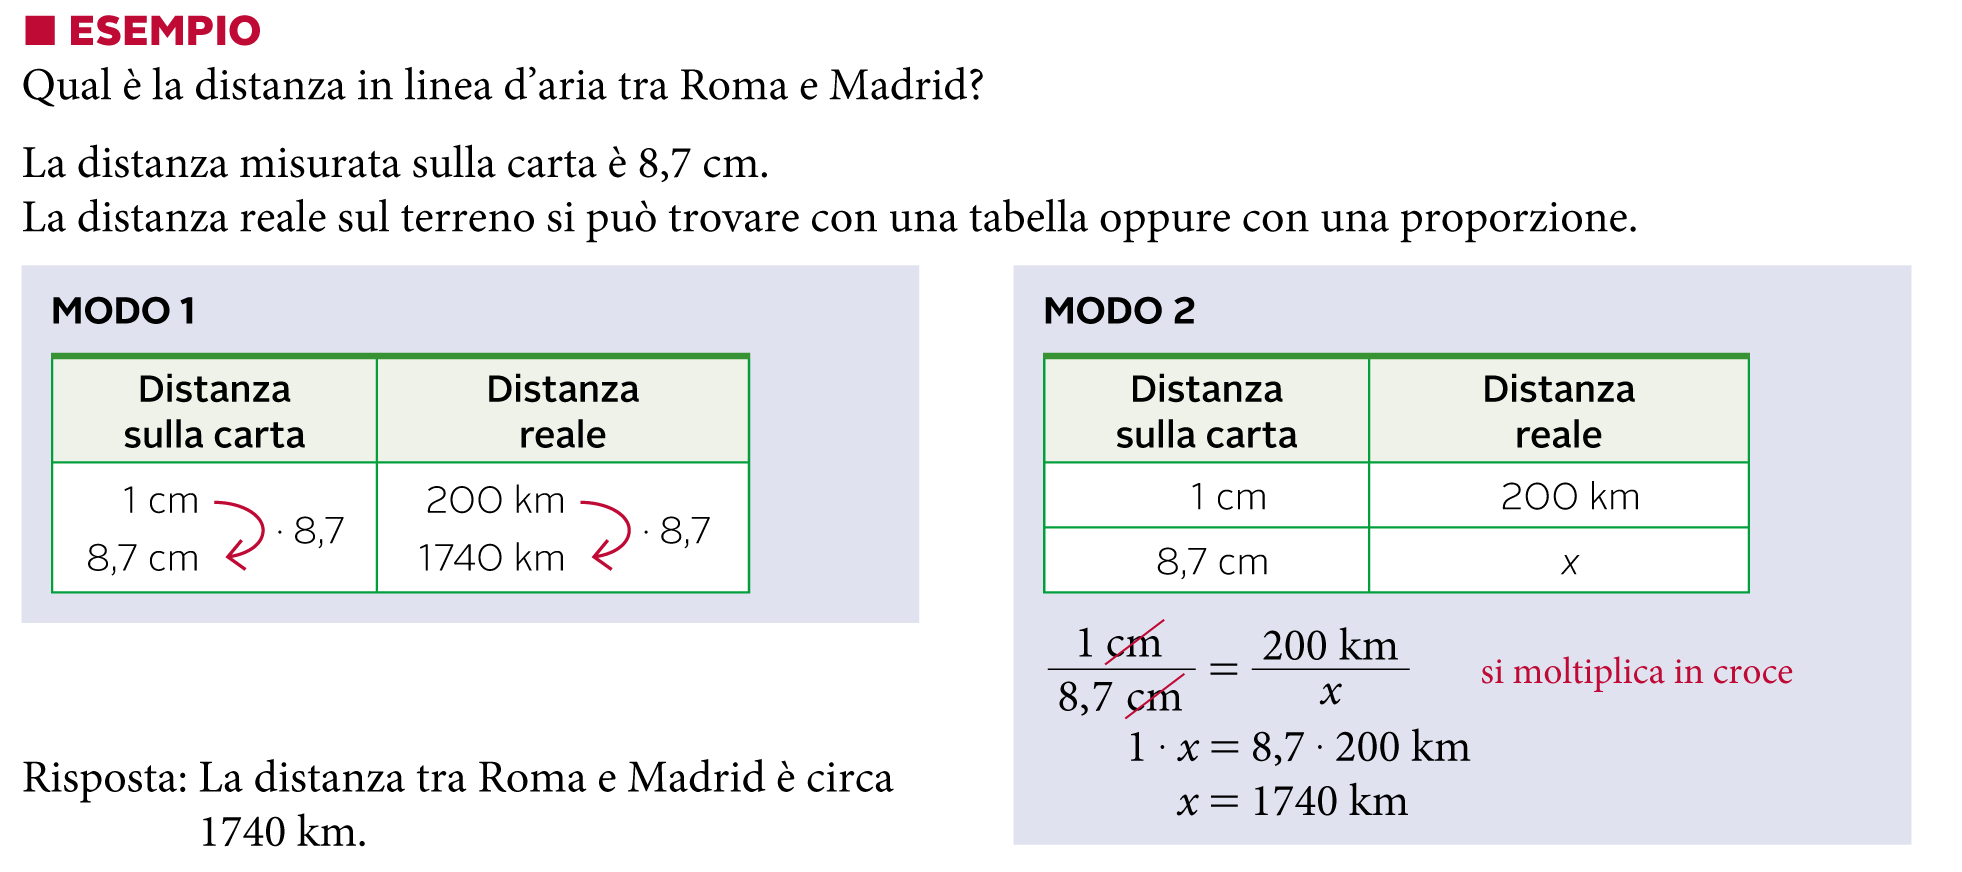 ESEMPIO
Qual è la distanza in linea d’aria tra Roma e Madrid?
La distanza misurata sulla carta è 8,7 cm.
La distanza reale sul terreno si può trovare con una tabella oppure con una proporzione.
MODO 1
Distanza sulla carta Distanza reale
1 cm · 8,7 200 km · 8,7
8,7 cm 1740 km
Risposta: La distanza tra Roma e Madrid è circa
1740 km.
MODO 2
Distanza sulla carta Distanza reale
1 cm 200 km
8,7 cm x
1 cm / 8,7 cm = 200 km / x si moltiplica in croce
1 · x = 8,7 · 200 km
x = 1740 km